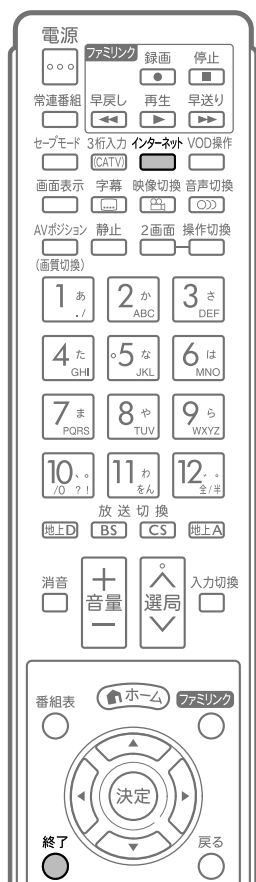 電源
ファミリンク 録画 停止
常連番組 早戻し 再生 早送り
セーブモード 3桁入力 インターネット VOD操作
(CATV)
画面表示 字幕 映像切換 音声切換
AVポジション 静止 2画面 操作切換
(画質切換)
1 あ ./ 2 か ABC 3 さ DEF
4 た GHI 5 な JKL 6 は MNO
7 ま PQRS 8 や TUV 9 ら WXYZ
10 、。 /0 ?! 11 わ をん 12 ゛゜ 全/半
放送切換
地上D BS CS 地上A
消音 + 音量 − 選局 入力切換
番組表 ホーム ファミリンク
決定
終了 戻る